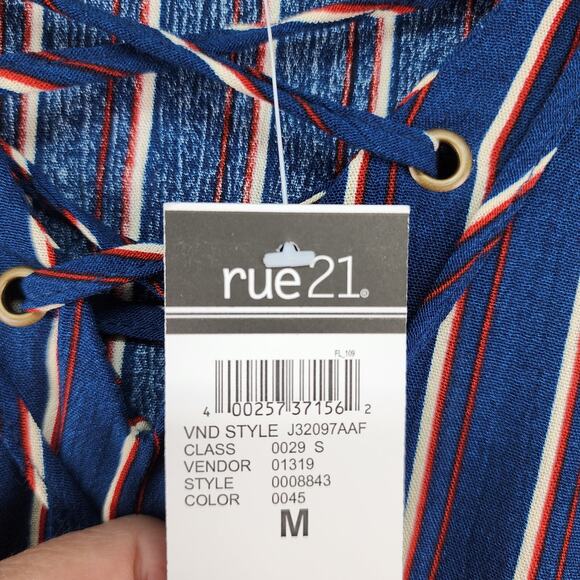 rue21®
FL_109
4 00257 37156 2
VND STYLE J32097AAF
CLASS 0029 S
VENDOR 01319
STYLE 0008843
COLOR 0045
M